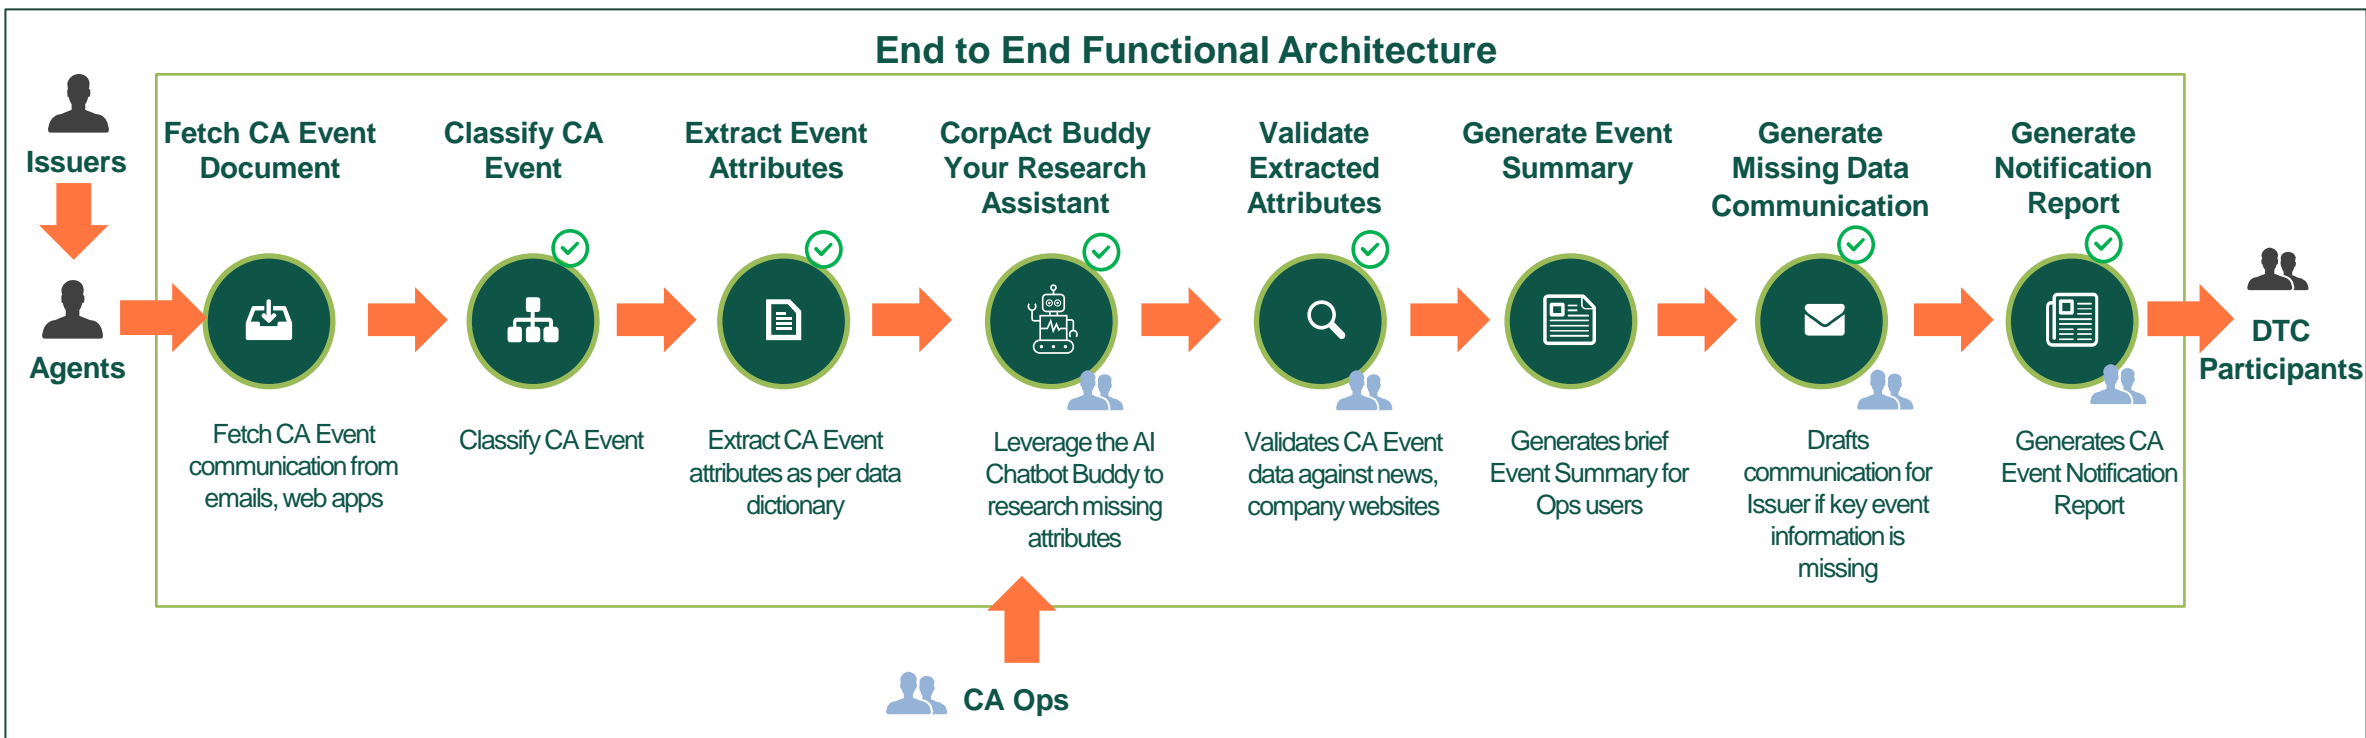 End to End Functional Architecture
Issuers
Agents
Fetch CA Event
Document
Fetch CA Event
communication from
emails, web apps
Classify CA
Event
Classify CA Event
Extract Event
Attributes
Extract CA Event
attributes as per data
dictionary
CorpAct Buddy
Your Research
Assistant
Leverage the AI
Chatbot Buddy to
research missing
attributes
Validate
Extracted
Attributes
Validates CA Event
data against news,
company websites
Generate Event
Summary
Generates brief
Event Summary for
Ops users
Generate
Missing Data
Communication
Drafts
communication for
Issuer if key event
information is
missing
Generate
Notification
Report
Generates CA
Event Notification
Report
DTC
Participants
CA Ops